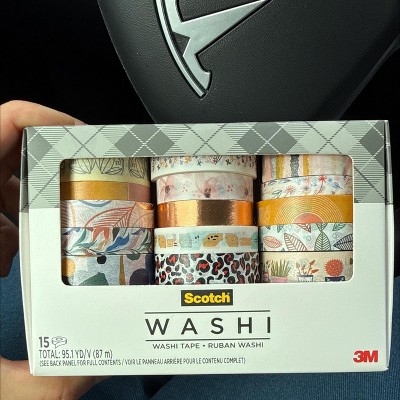 Scotch
WASHI
WASHI TAPE • RUBAN WASHI
15
TOTAL: 95.1 YD/V (87 m)
(SEE BACK PANEL FOR FULL CONTENTS / VOIR LE PANNEAU ARRIÈRE POUR LE CONTENU COMPLET)
3M